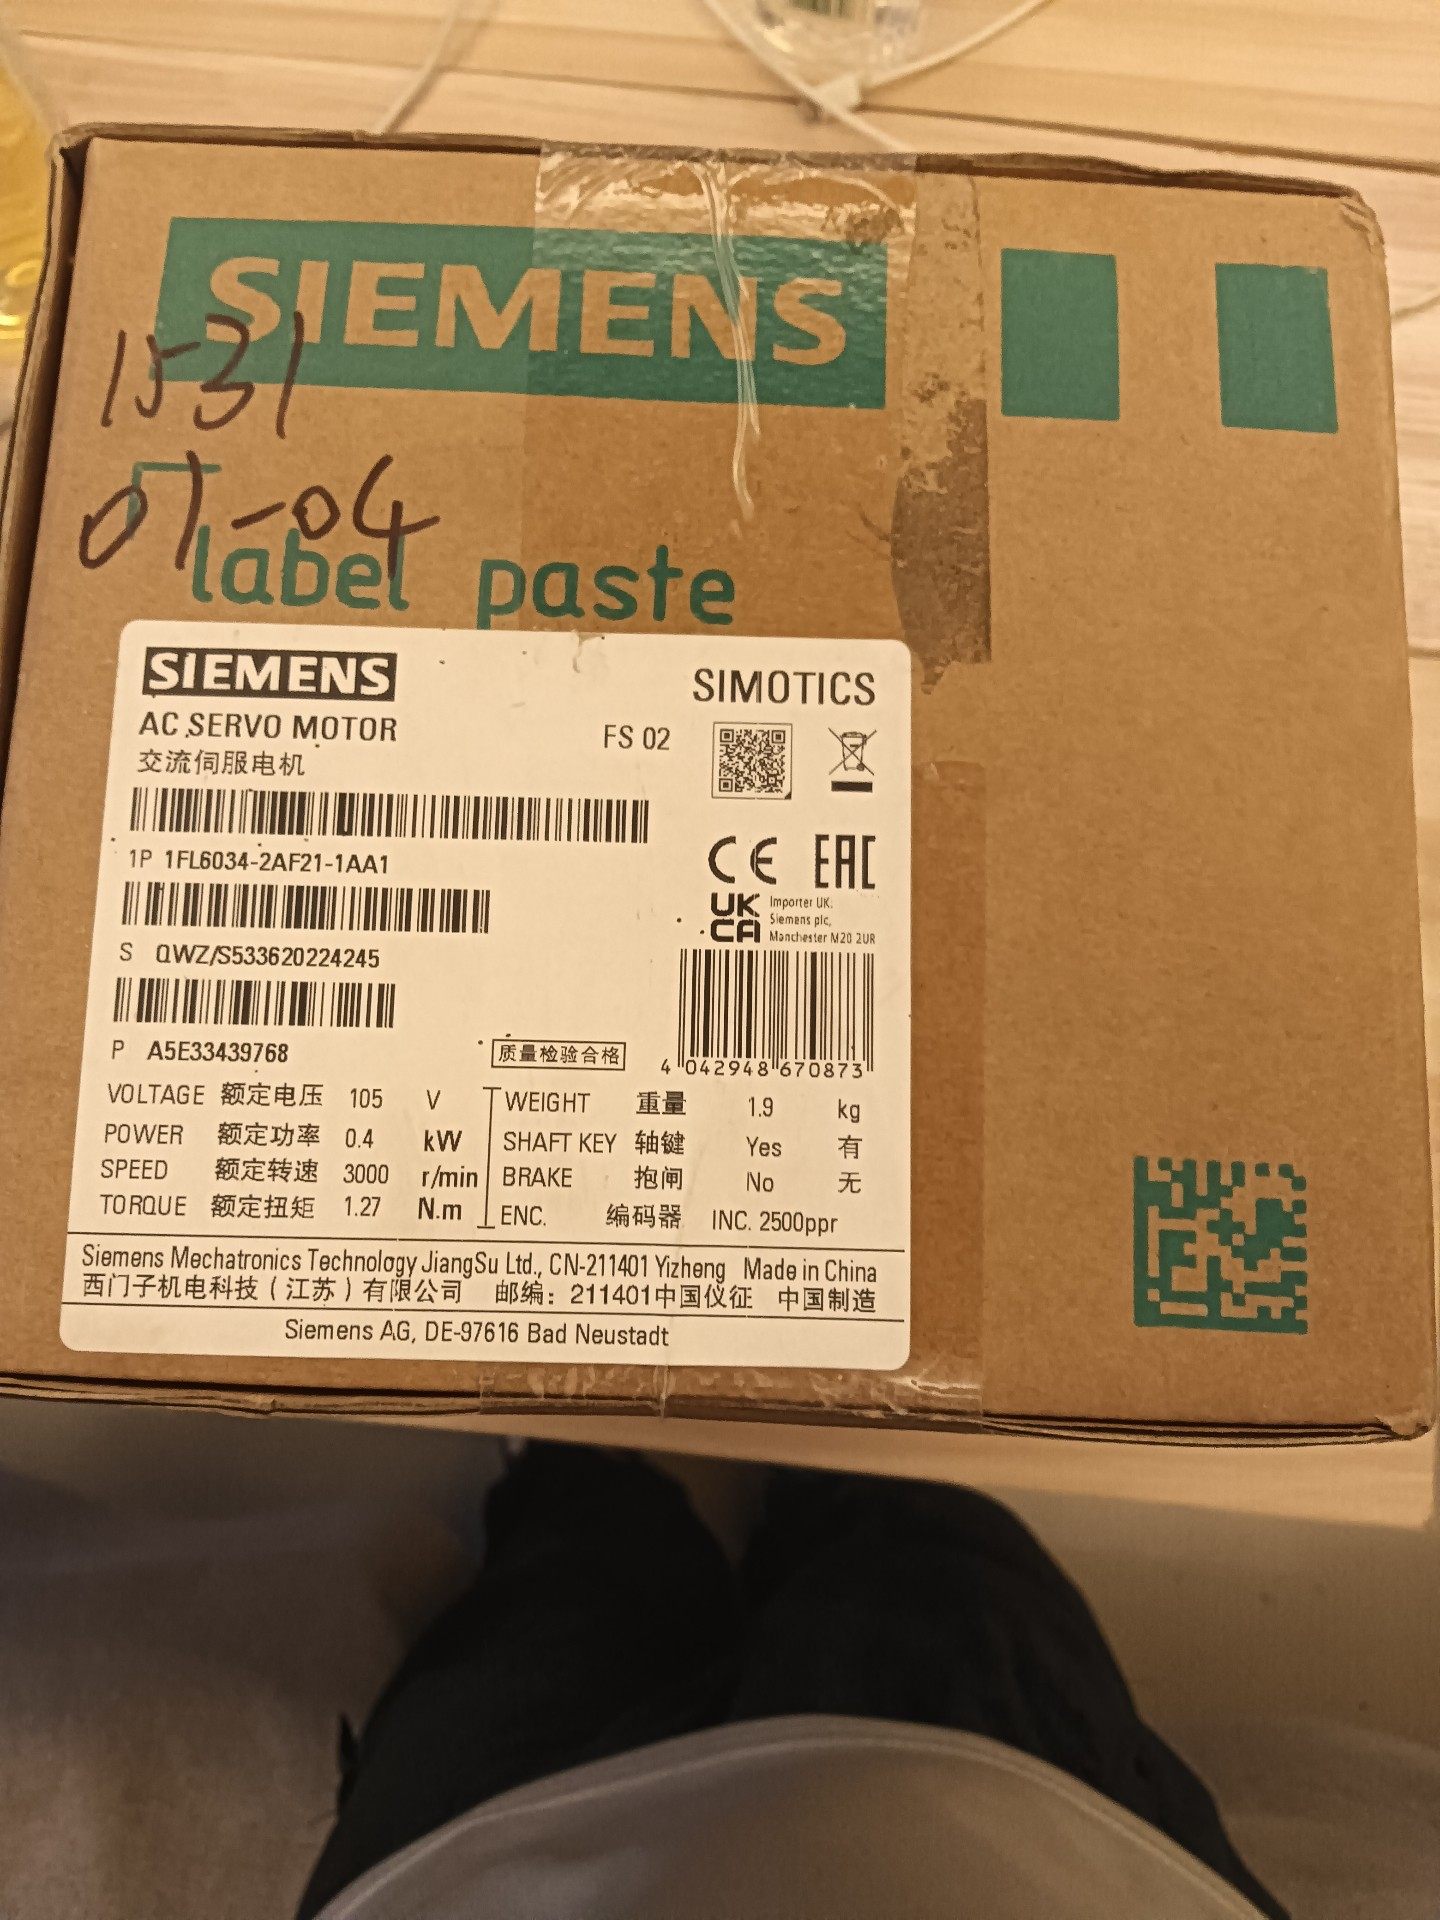 SIEMENS
1531
01-04
label paste
SIEMENS
SIMOTICS
AC SERVO MOTOR
FS 02
交流伺服电机
1P 1FL6034-2AF21-1AA1
CE EAC
UK CA Importer UK:
Siemens plc,
Manchester M20 2UR
S QWZ/S533620224245
P A5E33439768
质量检验合格
4 042948 670873
VOLTAGE 额定电压 105 V WEIGHT 重量 1.9 kg
POWER 额定功率 0.4 kW SHAFT KEY 轴键 Yes 有
SPEED 额定转速 3000 r/min BRAKE 抱闸 No 无
TORQUE 额定扭矩 1.27 N.m ENC. 编码器 INC. 2500ppr
Siemens Mechatronics Technology JiangSu Ltd., CN-211401 Yizheng Made in China
西门子机电科技(江苏)有限公司 邮编:211401中国仪征 中国制造
Siemens AG, DE-97616 Bad Neustadt